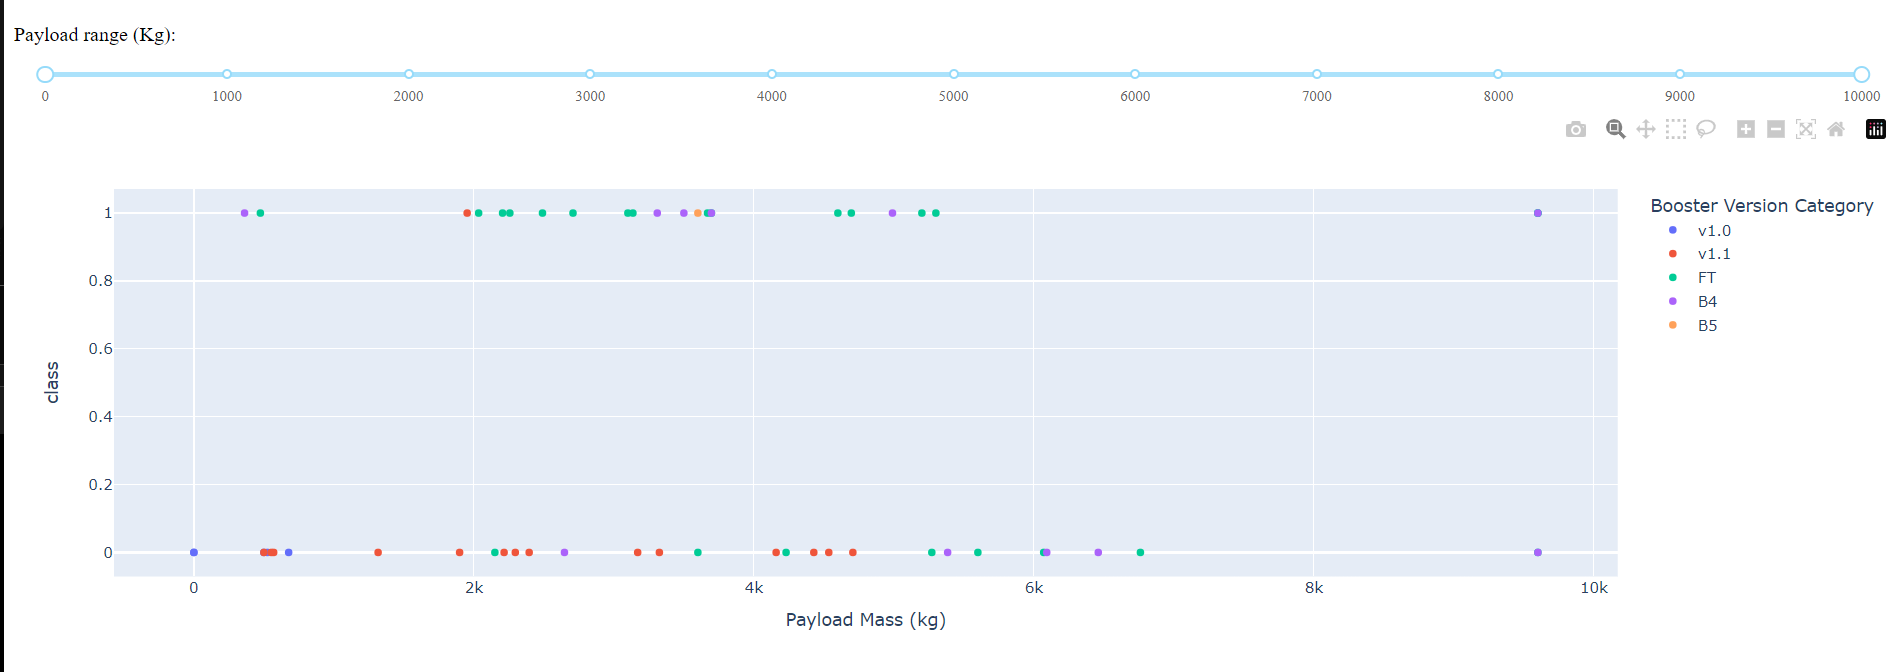 Payload range (Kg):
0 1000 2000 3000 4000 5000 6000 7000 8000 9000 10000
Booster Version Category
v1.0
v1.1
FT
B4
B5
1
0.8
0.6
0.4
0.2
0
class
0 2k 4k 6k 8k 10k
Payload Mass (kg)